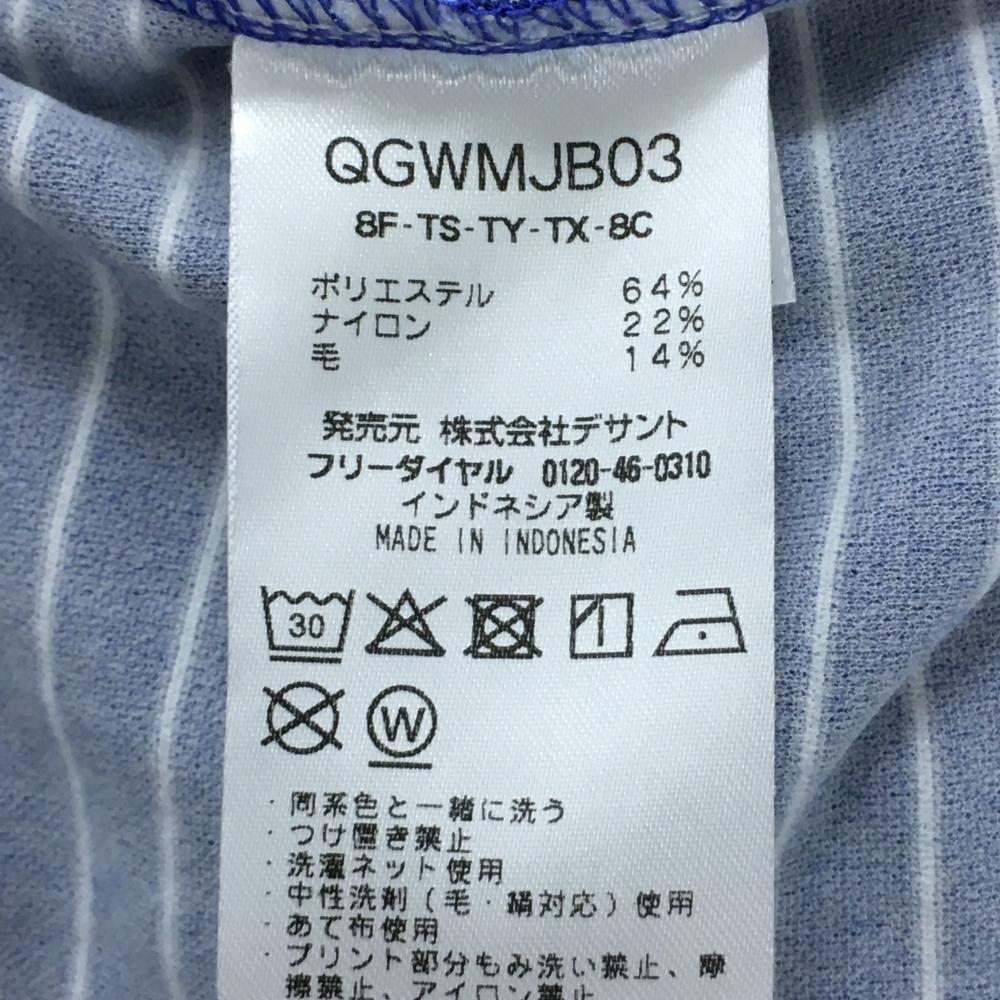 QGWMJB03
8F-TS-TY-TX-8C
ポリエステル 64%
ナイロン 22%
毛 14%
発売元 株式会社デサント
フリーダイヤル 0120-46-0310
インドネシア製
MADE IN INDONESIA
30
W
・同系色と一緒に洗う
・つけ置き禁止
・洗濯ネット使用
・中性洗剤(毛・絹対応)使用
・あて布使用
・プリント部分もみ洗い禁止、摩
擦禁止、アイロン禁止